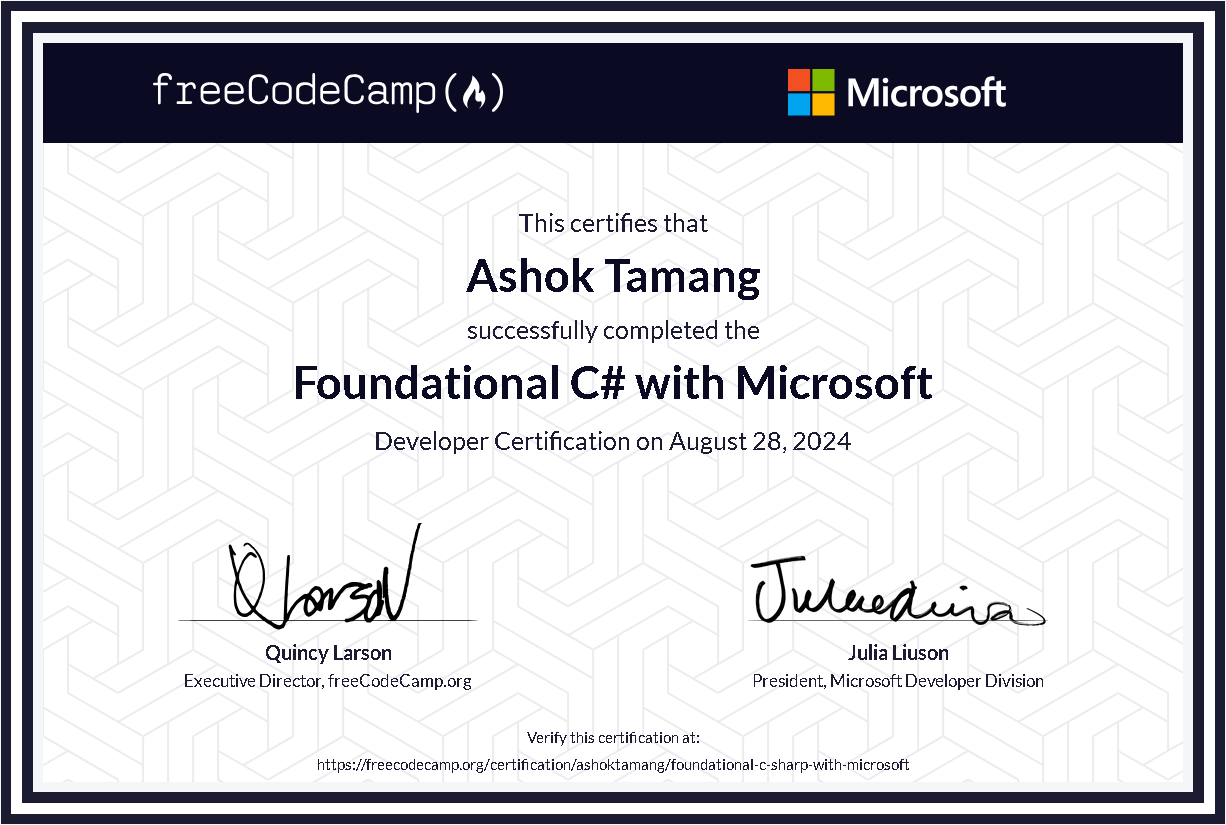 freeCodeCamp(🔥)
Microsoft
This certifies that
Ashok Tamang
successfully completed the
Foundational C# with Microsoft
Developer Certification on August 28, 2024
Quincy Larson
Executive Director, freeCodeCamp.org
Julia Liuson
President, Microsoft Developer Division
Verify this certification at:
https://freecodecamp.org/certification/ashoktamang/foundational-c-sharp-with-microsoft